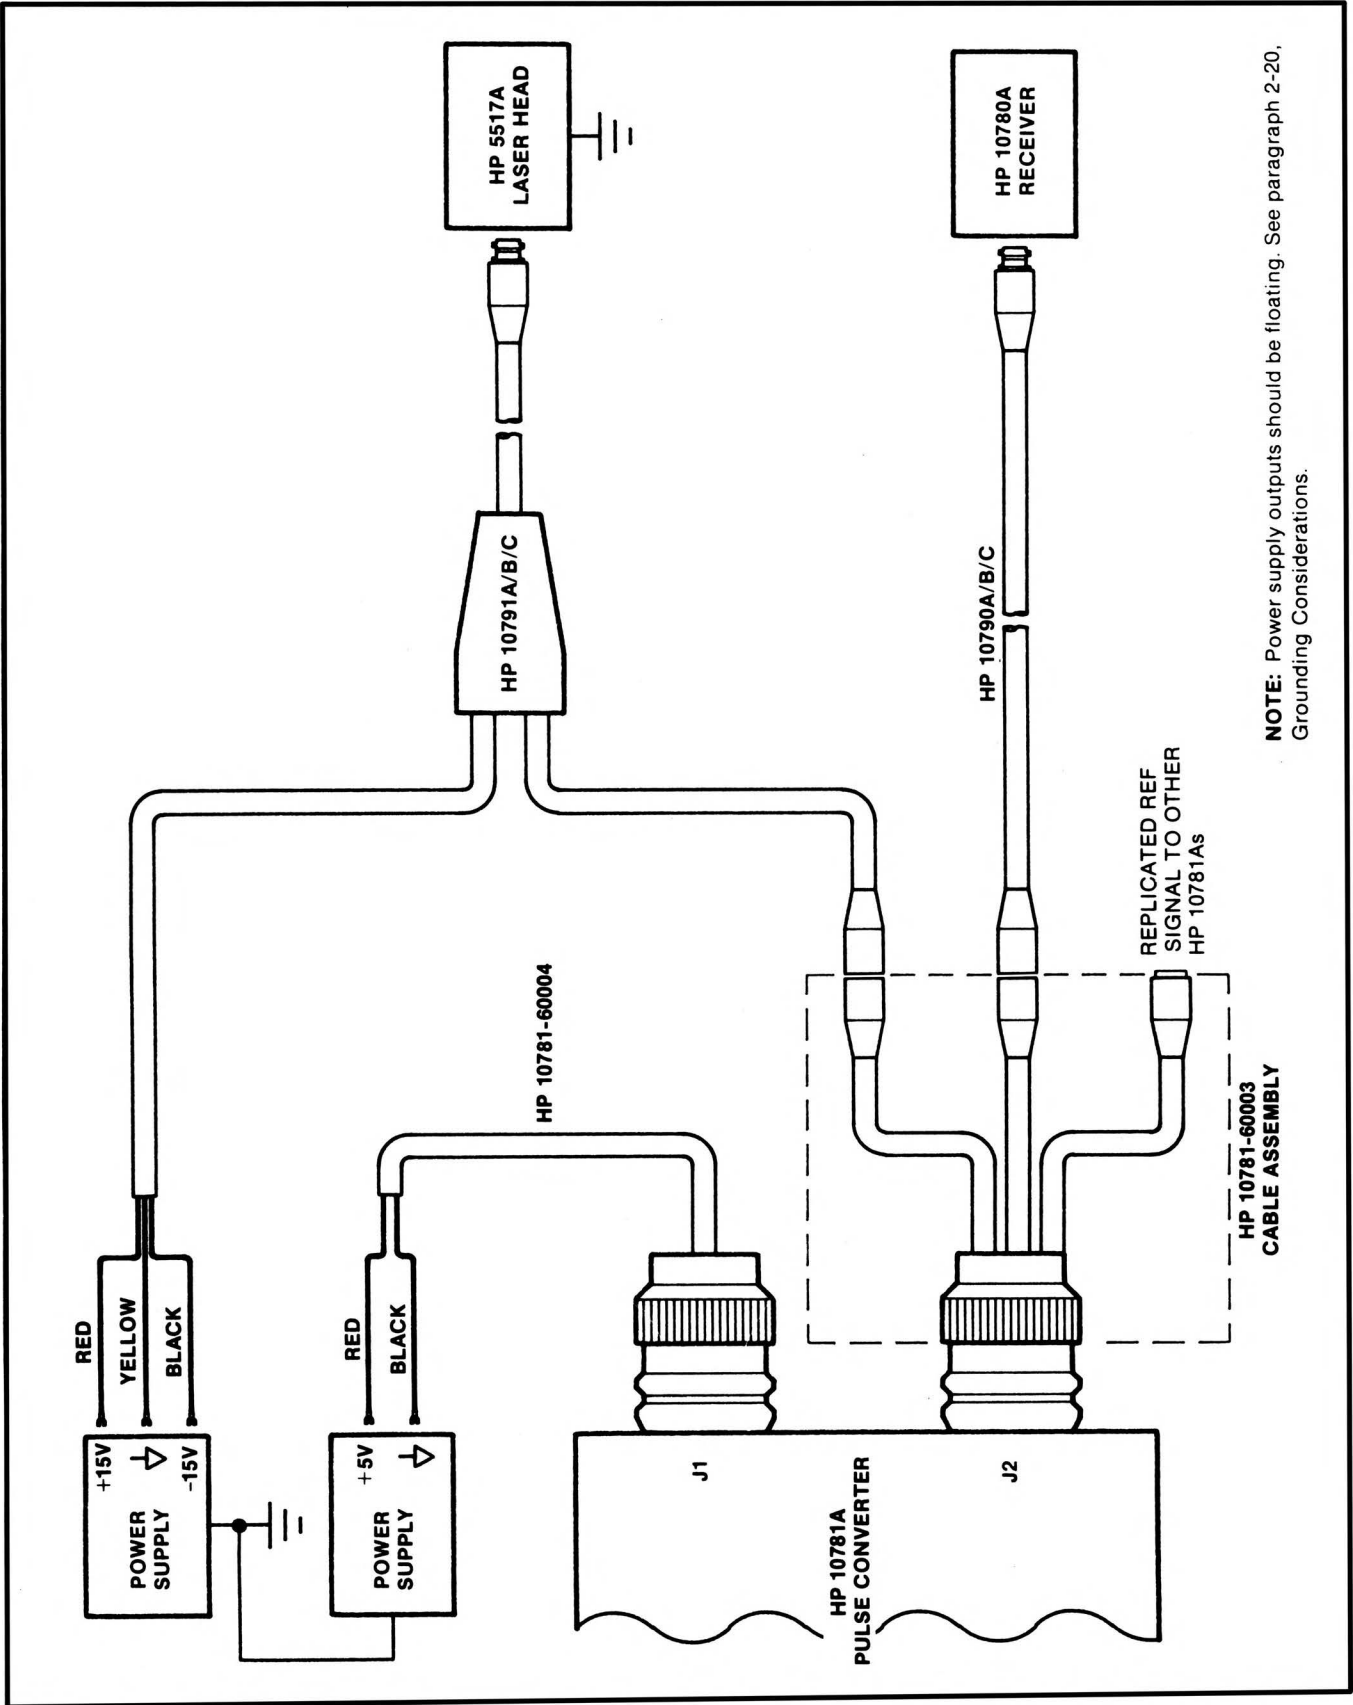 RED
YELLOW
BLACK
+15V
-15V
POWER
SUPPLY
RED
BLACK
+5V
POWER
SUPPLY
HP 10781-60004
HP 10791A/B/C
HP 5517A
LASER HEAD
HP 10781A
PULSE CONVERTER
J1
J2
HP 10790A/B/C
HP 10780A
RECEIVER
REPLICATED REF
SIGNAL TO OTHER
HP 10781As
HP 10781-60003
CABLE ASSEMBLY
NOTE: Power supply outputs should be floating. See paragraph 2-20,
Grounding Considerations.